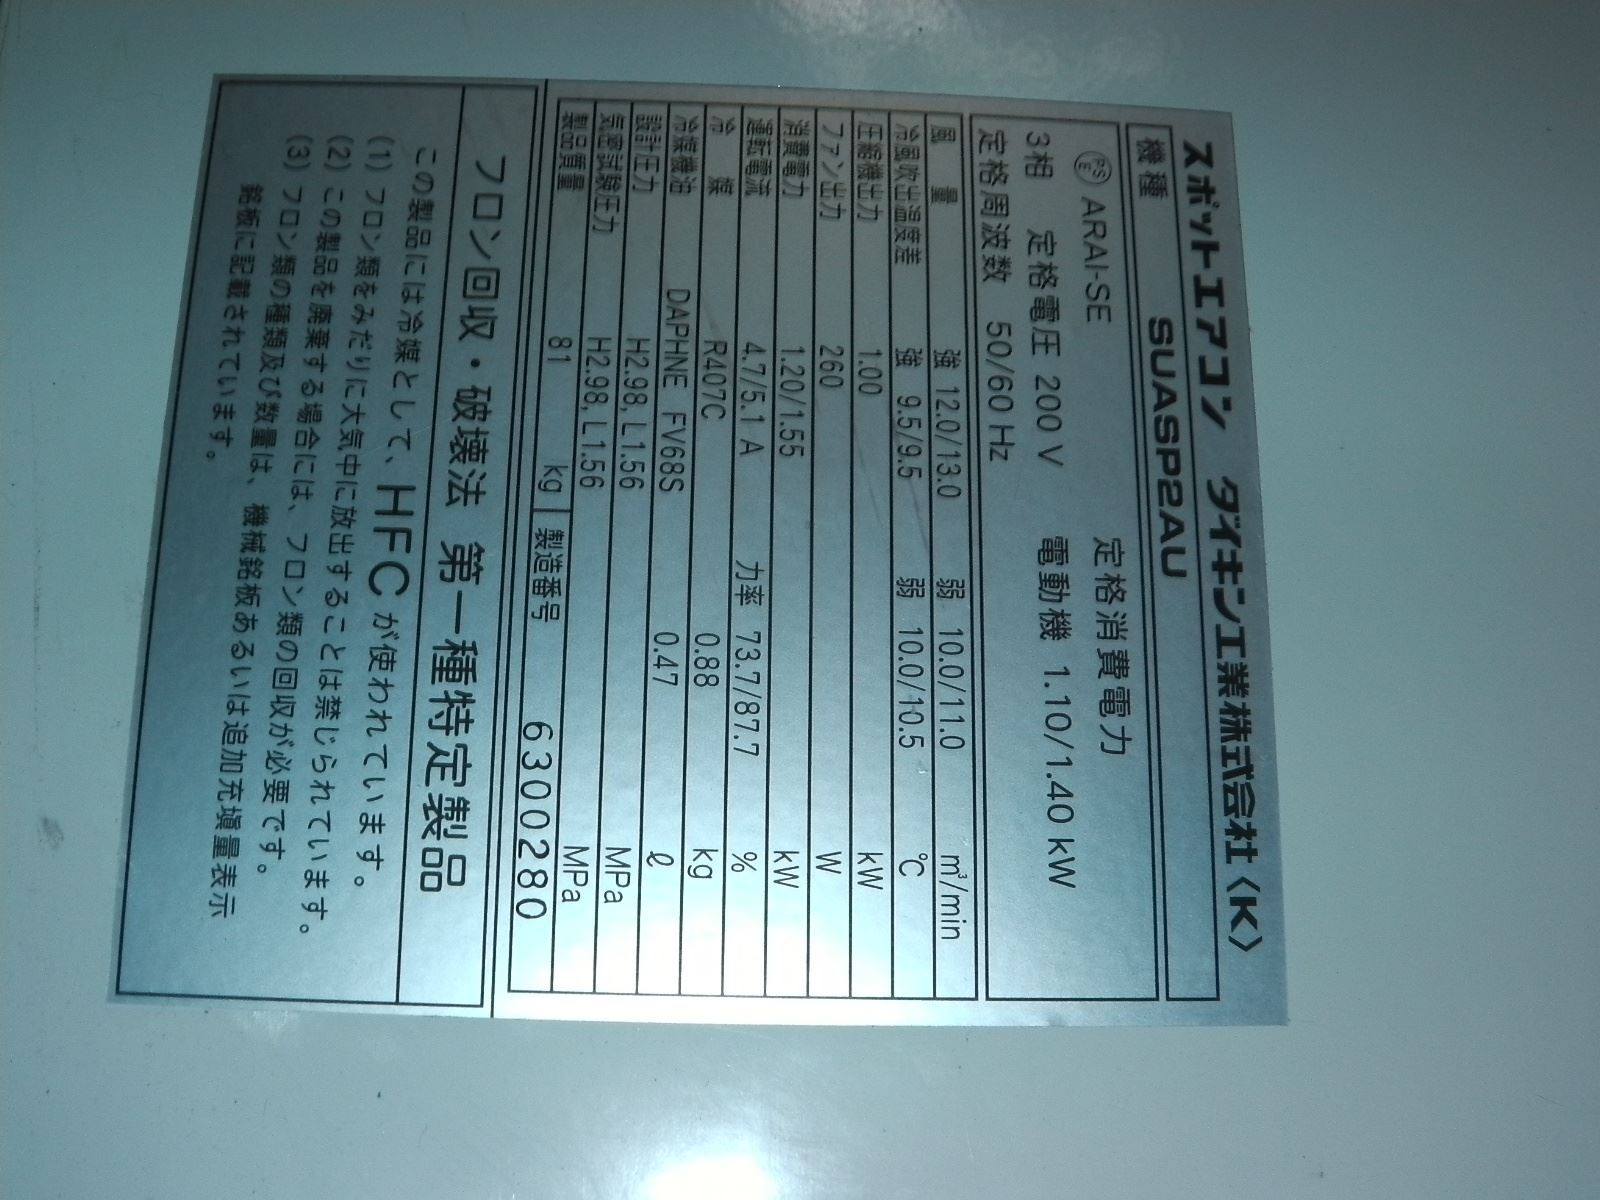 スポットエアコン ダイキン工業株式会社〈K〉
機種 SUASP2AU
PSE ARAI-SE 定格消費電力
3相 定格電圧 200 V 電動機 1.10/1.40 kW
定格周波数 50/60 Hz
風量 強 12.0/13.0 弱 10.0/11.0 m³/min
冷風吹出温度差 強 9.5/9.5 弱 10.0/10.5 ℃
圧縮機出力 1.00 kW
ファン出力 260 W
消費電力 1.20/1.55 kW
運転電流 4.7/5.1 A 力率 73.7/87.7 %
冷媒 R407C 0.88 kg
冷媒機油 DAPHNE FV68S 0.47 ℓ
設計圧力 H2.98, L1.56 MPa
気密試験圧力 H2.98, L1.56 MPa
製品質量 81 kg 製造番号 6300280
フロン回収・破壊法 第一種特定製品
この製品には冷媒として、HFCが使われています。
(1) フロン類をみだりに大気中に放出することは禁じられています。
(2) この製品を廃棄する場合には、フロン類の回収が必要です。
(3) フロン類の種類及び数量は、機械銘板あるいは追加充塡量表示
銘板に記載されています。